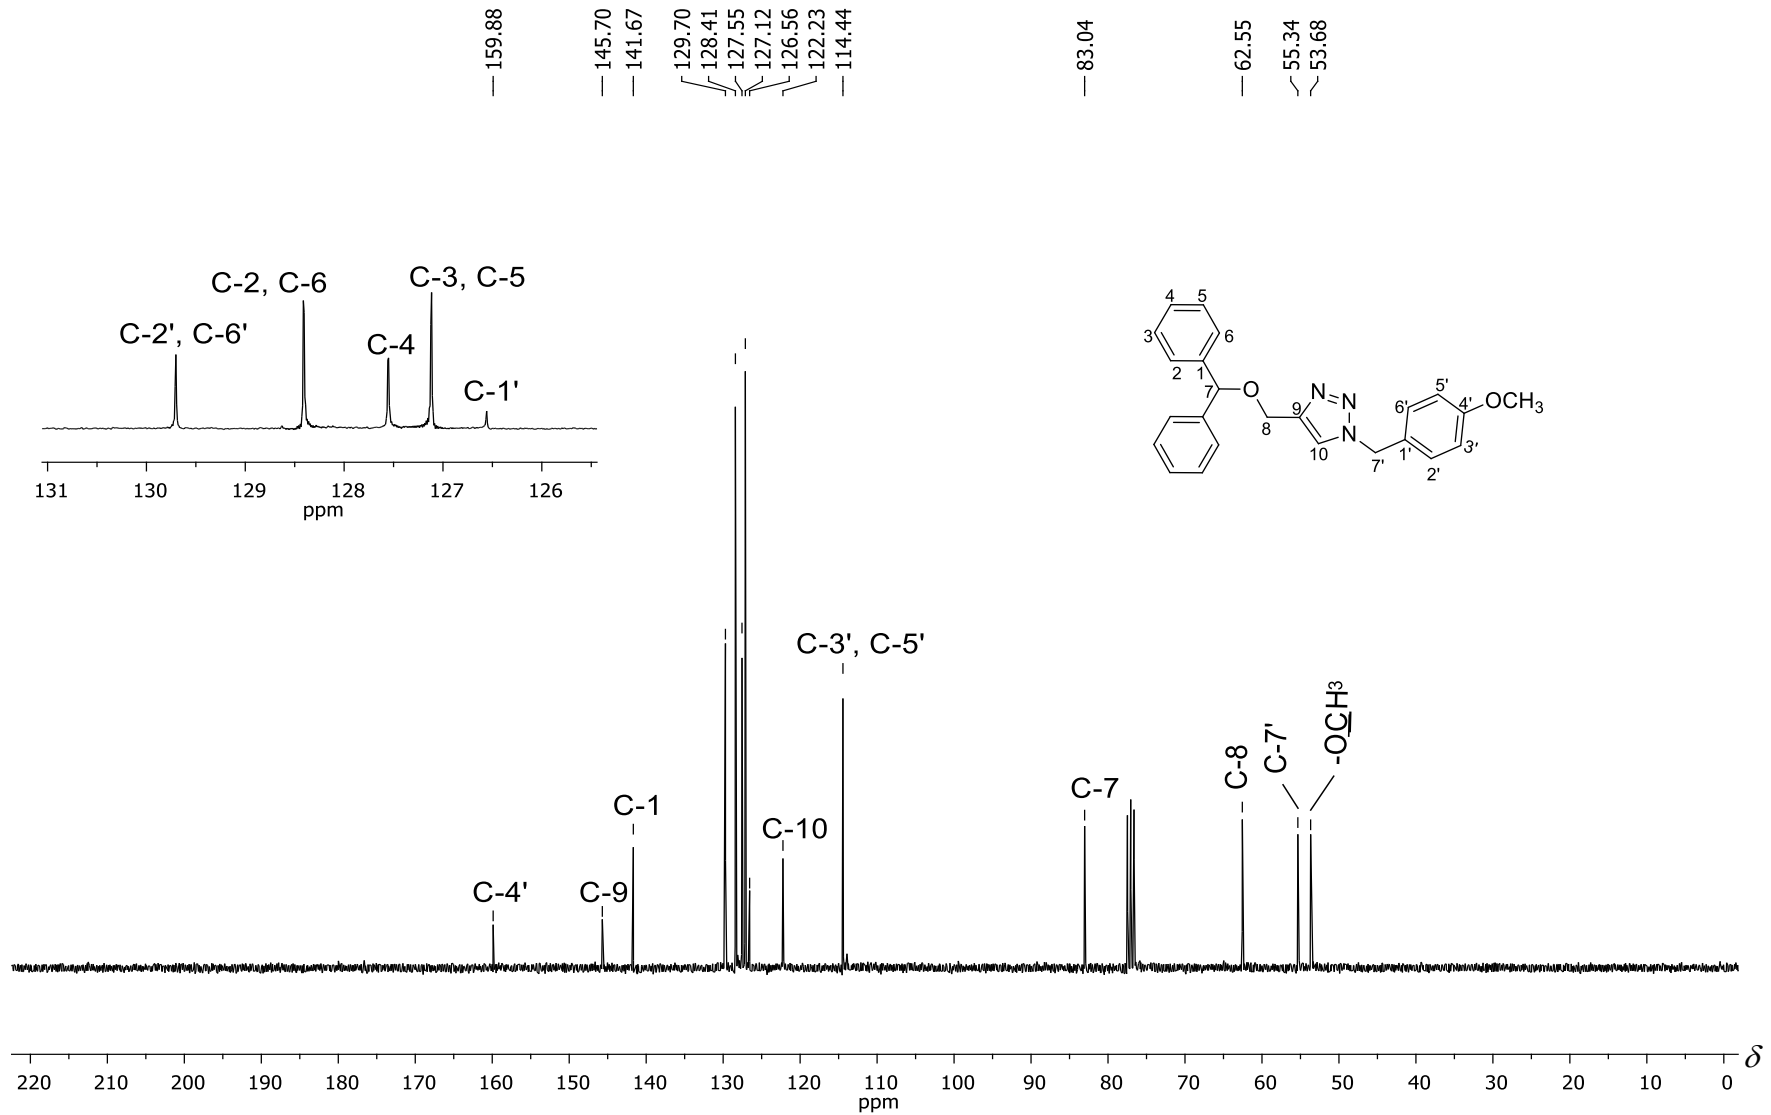 159.88
145.70
141.67
129.70
128.41
127.55
127.12
126.56
122.23
114.44
83.04
62.55
55.34
53.68
C-2', C-6'
C-2, C-6
C-4
C-3, C-5
C-1'
131 130 129 128 127 126
ppm
4 5
3 6
2 1
7 O
8
9
N N
N
10
7'
1'
6' 5'
4' OCH3
3'
2'
C-4'
C-9
C-1
C-10
C-3', C-5'
C-7
C-8
C-7'
-OCH3
220 210 200 190 180 170 160 150 140 130 120 110 100 90 80 70 60 50 40 30 20 10 0
δ
ppm